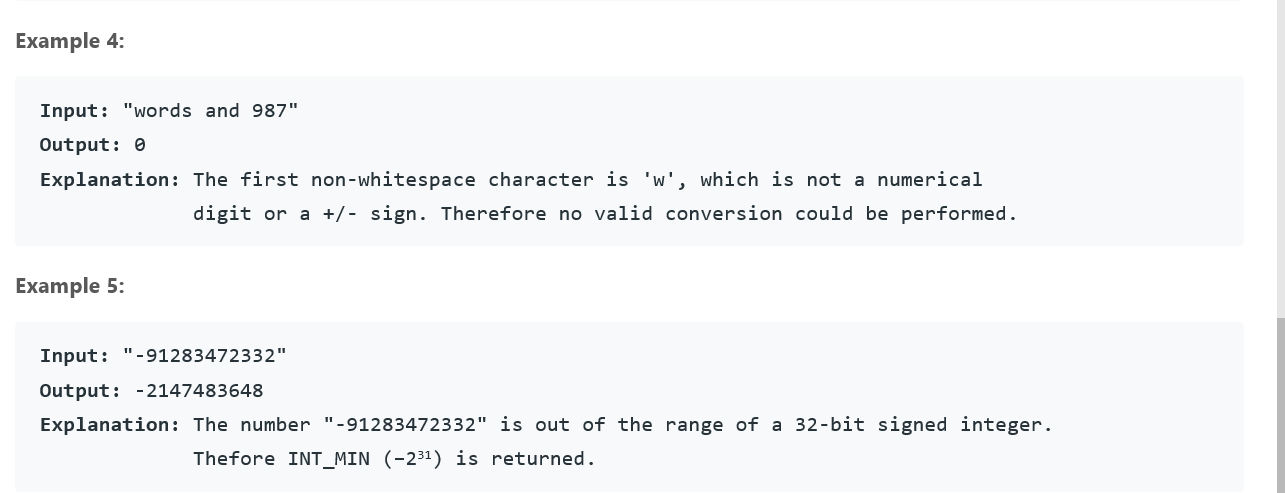 Example 4:
Input: "words and 987"
Output: 0
Explanation: The first non-whitespace character is 'w', which is not a numerical
digit or a +/- sign. Therefore no valid conversion could be performed.
Example 5:
Input: "-91283472332"
Output: -2147483648
Explanation: The number "-91283472332" is out of the range of a 32-bit signed integer.
Thefore INT_MIN (−2³¹) is returned.